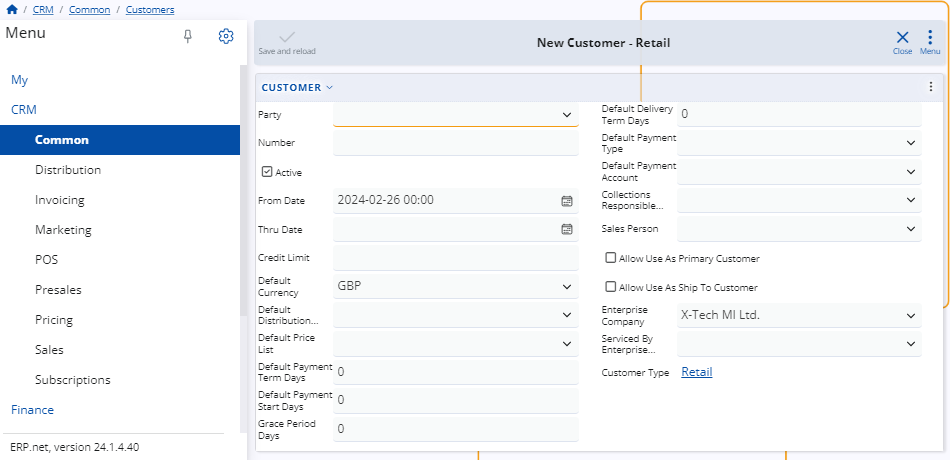 / CRM / Common / Customers
Menu
My
CRM
Common
Distribution
Invoicing
Marketing
POS
Presales
Pricing
Sales
Subscriptions
Finance
ERP.net, version 24.1.4.40
Save and reload
New Customer - Retail
Close
Menu
CUSTOMER
Party
Number
Active
From Date 2024-02-26 00:00
Thru Date
Credit Limit
Default
Currency
GBP
Default
Distribution...
Default Price
List
Default Payment
Term Days
0
Default Payment
Start Days
0
Grace Period
Days
0
Default Delivery
Term Days
0
Default Payment
Type
Default Payment
Account
Collections
Responsible...
Sales Person
Allow Use As Primary Customer
Allow Use As Ship To Customer
Enterprise
Company
X-Tech MI Ltd.
Serviced By
Enterprise...
Customer Type Retail